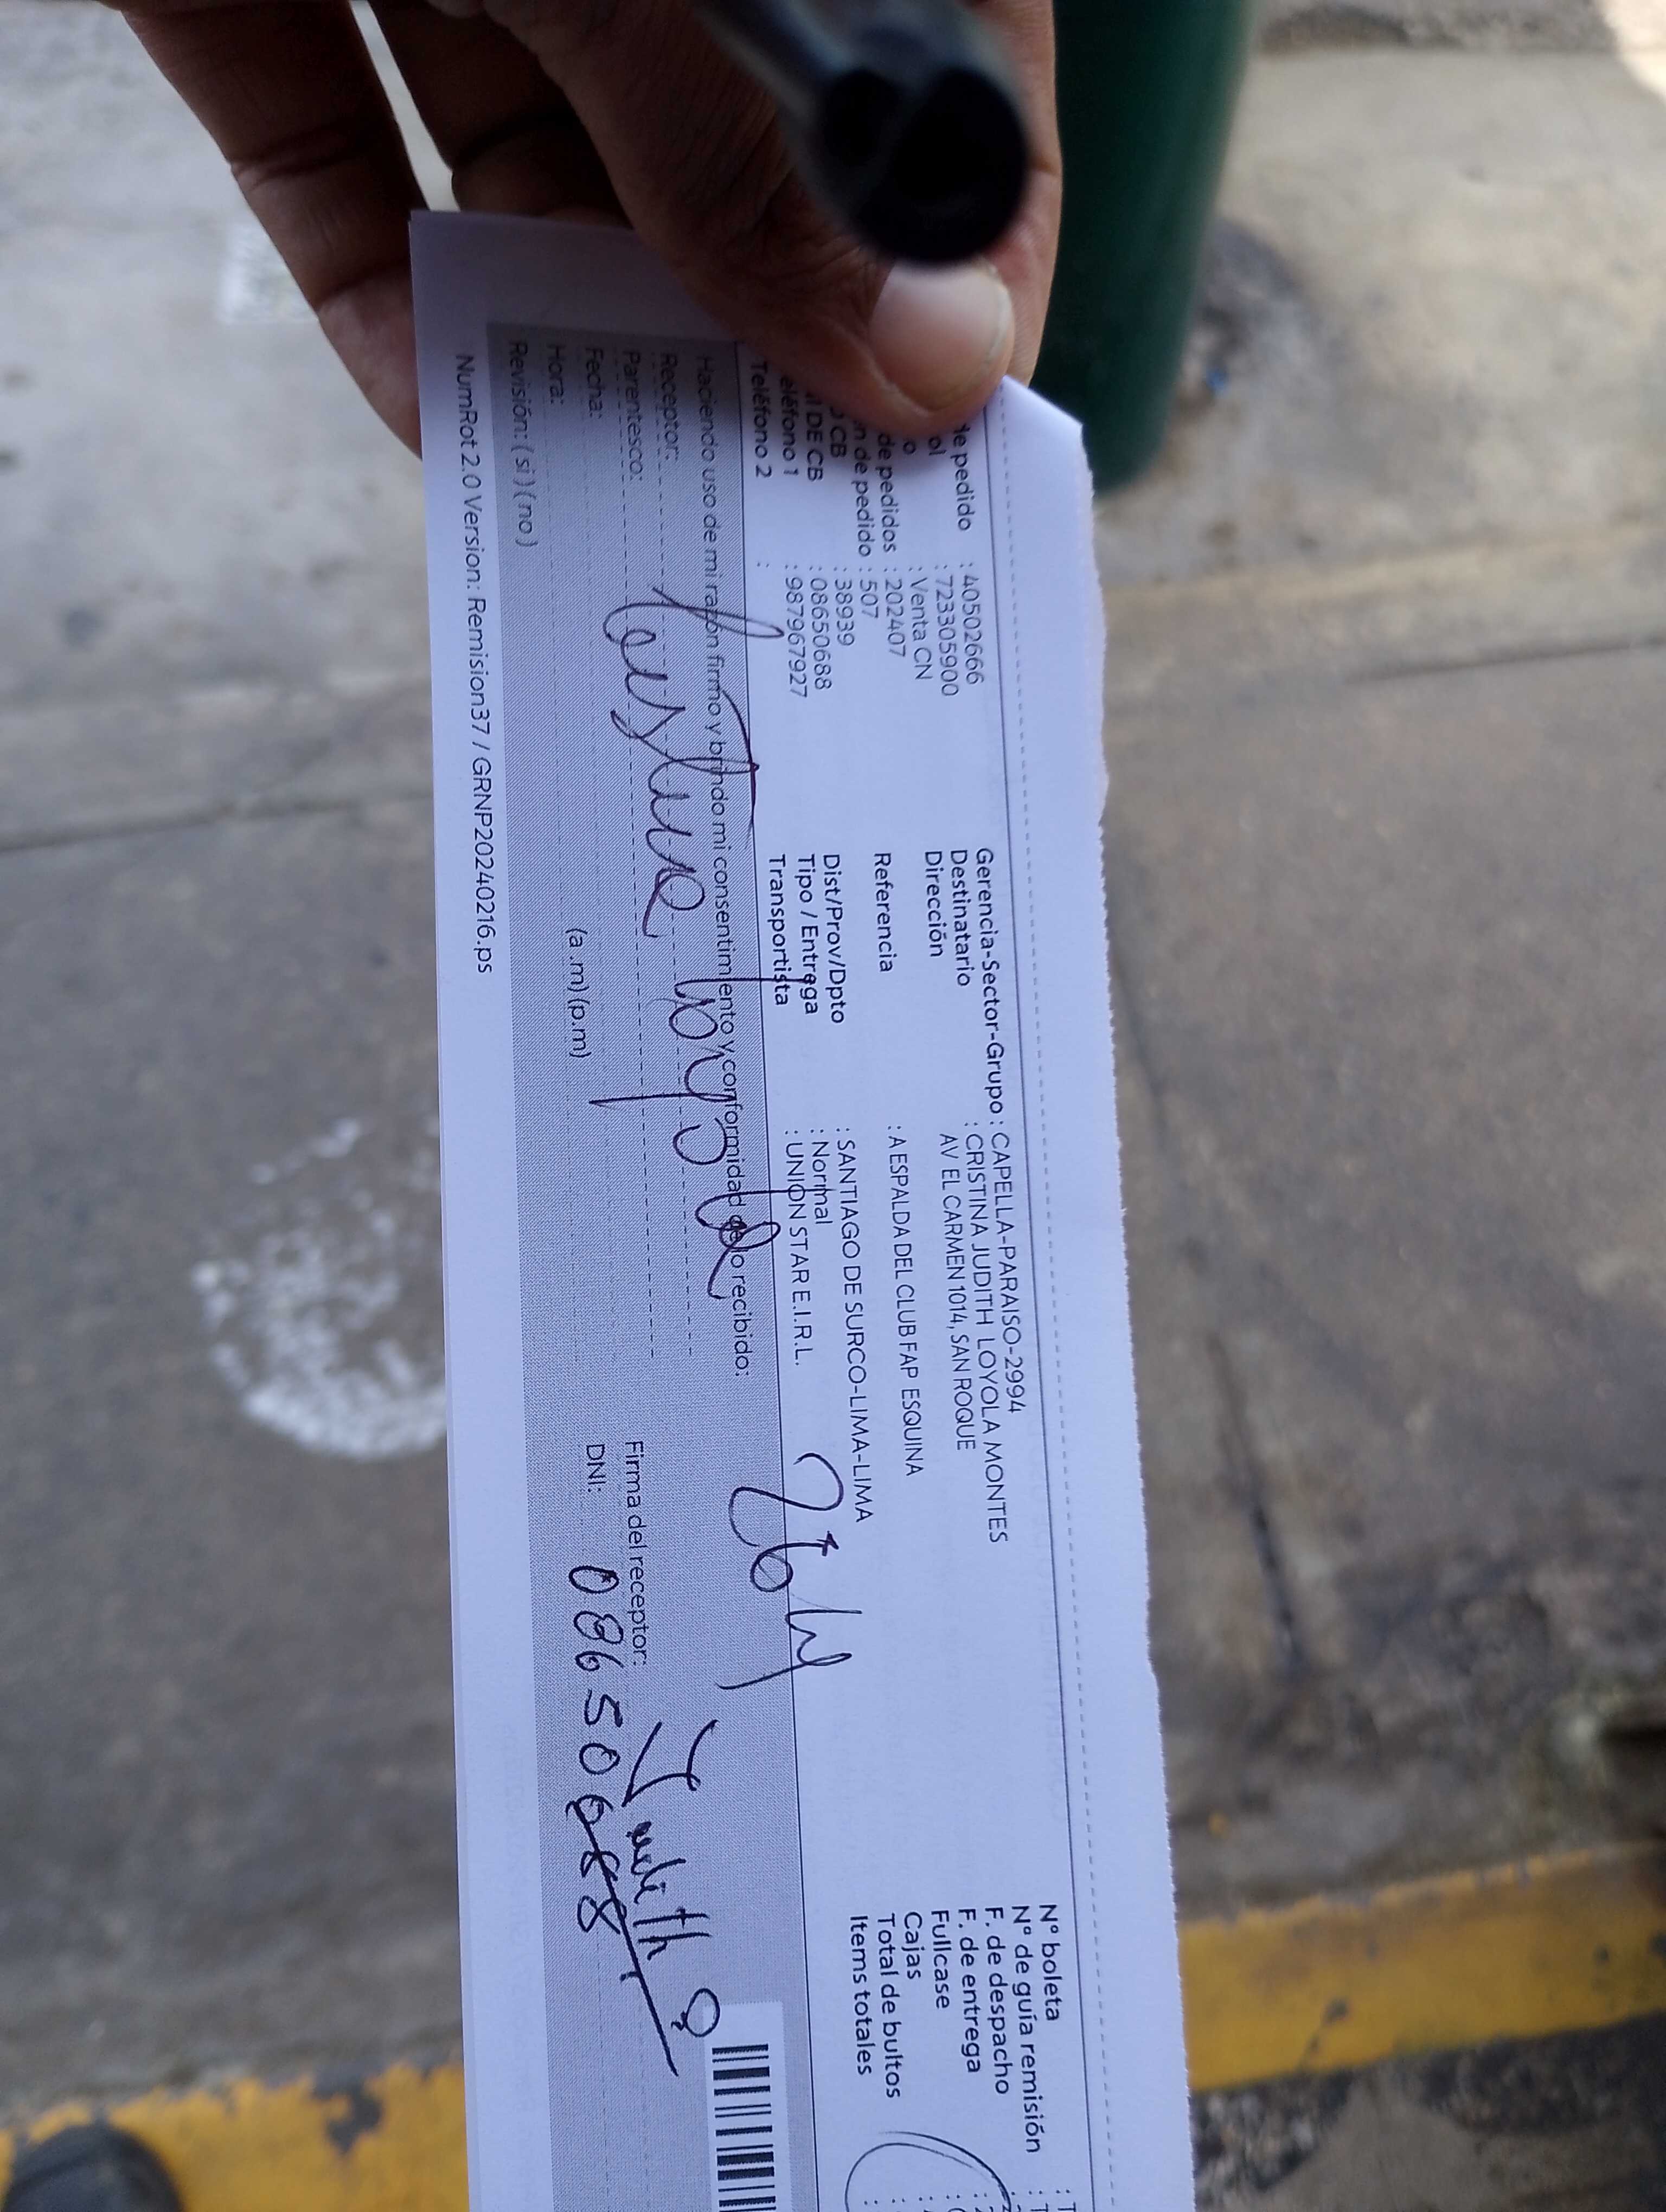 de pedido : 40502666
ol : 723305900
o : Venta CN
de pedidos : 202407
n de pedido : 507
o CB : 38939
I DE CB : 08650688
eléfono 1 : 987967927
Teléfono 2 :
Gerencia-Sector-Grupo : CAPELLA-PARAISO-2994
Destinatario : CRISTINA JUDITH LOYOLA MONTES
Dirección AV EL CARMEN 1014, SAN ROQUE
Referencia : A ESPALDA DEL CLUB FAP ESQUINA
Dist/Prov/Dpto : SANTIAGO DE SURCO-LIMA-LIMA
Tipo / Entrega : Normal
Transportista : UNION STAR E.I.R.L.
N° boleta : T
N° de guía remisión : T
F. de despacho
F. de entrega
Fullcase
Cajas
Total de bultos
Items totales
Haciendo uso de mi razón firmo y brindo mi consentimiento y conformidad de lo recibido:
Receptor:
Parentesco:
Fecha:
Hora: (a .m) (p.m)
Revisión: ( si ) ( no )
Firma del receptor: Judith
DNI: 08650688
NumRot 2.0 Version: Remision37 / GRNP20240216.ps